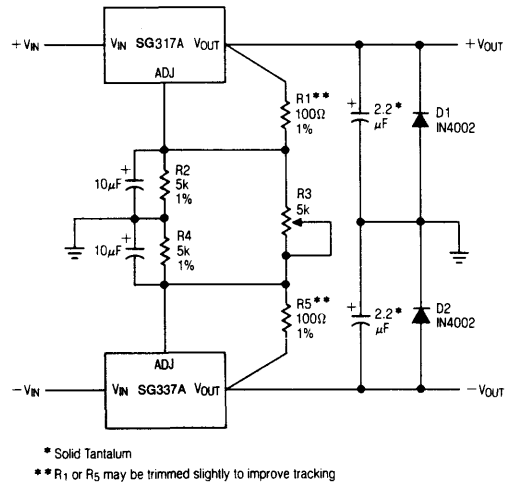 +VIN
VIN SG317A VOUT
ADJ
+VOUT
R1**
100Ω
1%
+
2.2*
μF
D1
IN4002
+
10μF
R2
5k
1%
R3
5k
+
10μF
R4
5k
1%
R5**
100Ω
1%
+
2.2*
μF
D2
IN4002
ADJ
−VIN
VIN SG337A VOUT
−VOUT
* Solid Tantalum
** R1 or R5 may be trimmed slightly to improve tracking